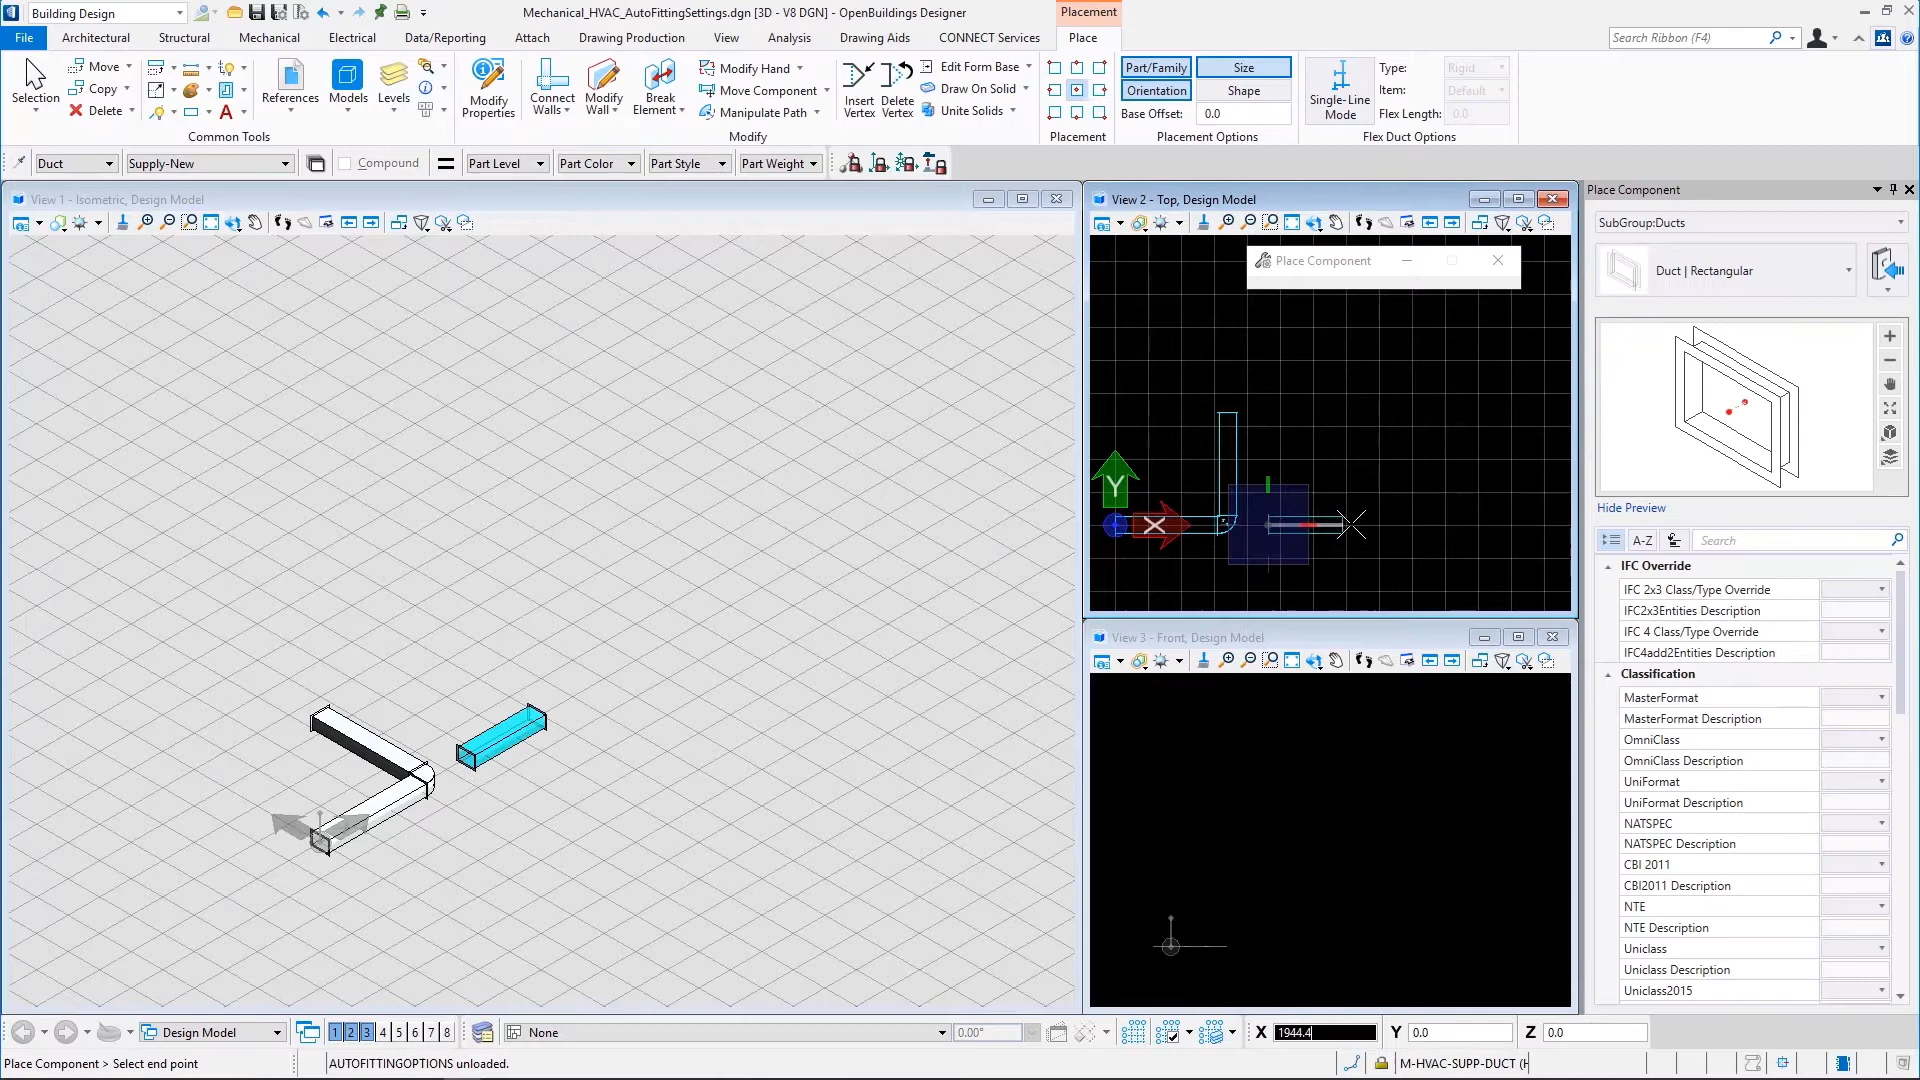 Building Design
Mechanical_HVAC_AutoFittingSettings.dgn [3D - V8 DGN] - OpenBuildings Designer
Placement
File
Architectural
Structural
Mechanical
Electrical
Data/Reporting
Attach
Drawing Production
View
Analysis
Drawing Aids
CONNECT Services
Place
Search Ribbon (F4)
Selection
Move
Copy
Delete
References
Models
Levels
Common Tools
Modify Properties
Connect Walls
Modify Wall
Break Element
Modify Hand
Move Component
Manipulate Path
Insert Vertex
Delete Vertex
Edit Form Base
Draw On Solid
Unite Solids
Modify
Placement
Part/Family
Size
Orientation
Shape
Base Offset: 0.0
Placement Options
Single-Line Mode
Type: Rigid
Item: Default
Flex Length: 0.0
Flex Duct Options
Duct
Supply-New
Compound
Part Level
Part Color
Part Style
Part Weight
View 1 - Isometric, Design Model
View 2 - Top, Design Model
Place Component
Y
X
View 3 - Front, Design Model
Place Component
SubGroup:Ducts
Duct | Rectangular
Hide Preview
A-Z
Search
IFC Override
IFC 2x3 Class/Type Override
IFC2x3Entities Description
IFC 4 Class/Type Override
IFC4add2Entities Description
Classification
MasterFormat
MasterFormat Description
OmniClass
OmniClass Description
UniFormat
UniFormat Description
NATSPEC
NATSPEC Description
CBI 2011
CBI2011 Description
NTE
NTE Description
Uniclass
Uniclass Description
Uniclass2015
Design Model
1 2 3 4 5 6 7 8
None
0.00°
X 1944.4
Y 0.0
Z 0.0
Place Component > Select end point
AUTOFITTINGOPTIONS unloaded.
M-HVAC-SUPP-DUCT (H